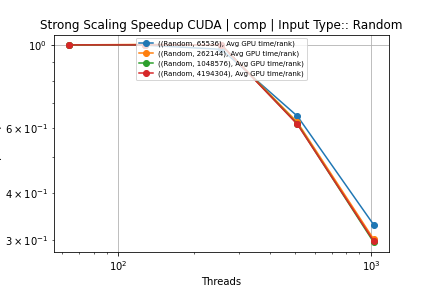 Strong Scaling Speedup CUDA | comp | Input Type:: Random
10⁰
((Random, 65536), Avg GPU time/rank)
((Random, 262144), Avg GPU time/rank)
((Random, 1048576), Avg GPU time/rank)
((Random, 4194304), Avg GPU time/rank)
6 × 10⁻¹
4 × 10⁻¹
3 × 10⁻¹
10²
10³
Threads